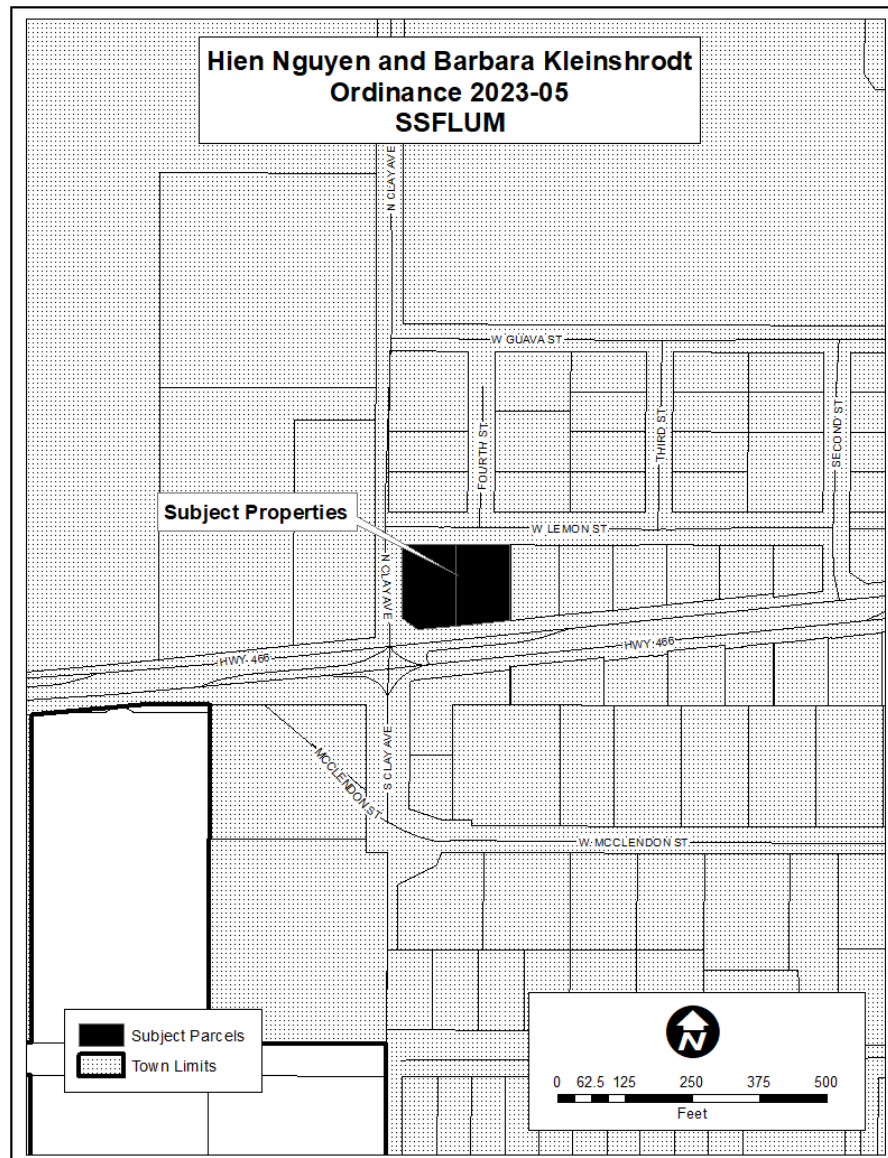 Hien Nguyen and Barbara Kleinshrodt
Ordinance 2023-05
SSFLUM
N CLAY AVE
W GUAVA ST
FOURTH ST
THIRD ST
SECOND ST
Subject Properties
W LEMON ST
N CLAY AVE
HWY 466
HWY 466
MCCLENDON ST
S CLAY AVE
W MCCLENDON ST
Subject Parcels
Town Limits
N
0 62.5 125 250 375 500
Feet